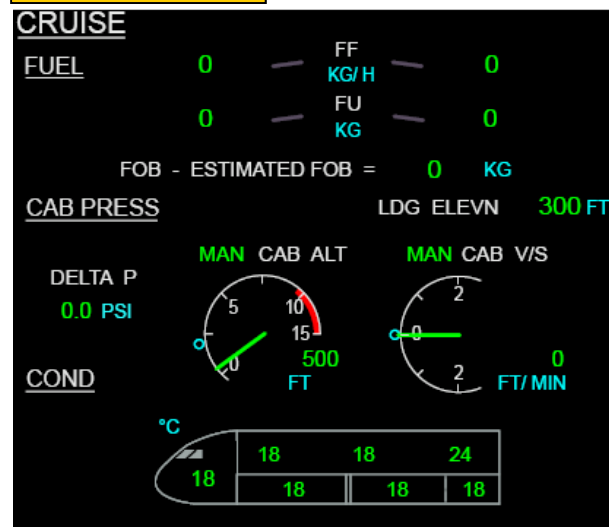 CRUISE
FUEL 0 FF 0
KG/H
0 FU 0
KG
FOB - ESTIMATED FOB = 0 KG
CAB PRESS LDG ELEVN 300 FT
MAN CAB ALT MAN CAB V/S
DELTA P
0.0 PSI
5 10 2
15 0
0 500 2 0
FT FT/MIN
COND
°C
18 18 24
18
18 18 18